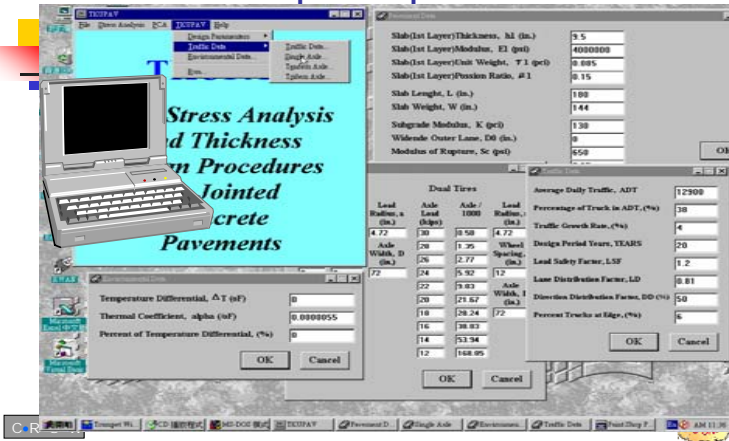 TKUPAV
File Stress Analysis PCA TKUPAV Help
Design Parameters
Traffic Data
Environmental Data...
Run...
Traffic Data...
Single Axle...
Tandem Axle...
Tridem Axle...
Stress Analysis
Thickness
Procedures
Jointed
Pavements
Pavement Data
Slab(1st Layer)Thickness, h1 (in.) 9.5
Slab(1st Layer)Modulus, E1 (psi) 4000000
Slab(1st Layer)Unit Weight, γ1 (pci) 0.085
Slab(1st Layer)Possion Ratio, μ1 0.15
Slab Lenght, L (in.) 180
Slab Weight, W (in.) 144
Subgrade Modulus, K (pci) 130
Widende Outer Lane, D0 (in.) 0
Modulus of Rupture, Sc (psi) 650
Dual Tires
Load Radius, a (in.) 4.72
Axle Width, D (in.) 72
Axle Load (kips) Axle / 1000
30 0.58
28 1.35
26 2.77
24 5.92
22 9.83
20 21.67
18 28.24
16 38.83
14 53.94
12 168.85
Load Radius, (in.) 4.72
Wheel Spacing, (in.) 12
Axle Width, (in.) 72
OK Cancel
Traffic Data
Average Daily Traffic, ADT 12900
Percentage of Truck in ADT, (%) 38
Traffic Growth Rate, (%) 4
Design Period Years, YEARS 20
Load Safety Factor, LSF 1.2
Lane Distribution Factor, LD 0.81
Direction Distribution Factor, DD (%) 50
Percent Trucks at Edge, (%) 6
OK Cancel
Environmental Data
Temperature Differential, ΔT (oF) 0
Thermal Coefficient, alpha (/oF) 0.0000055
Percent of Temperature Differential, (%) 0
OK Cancel
Microsoft
Microsoft
TKUPAV
Pavement D...
Single Axle
Environmen...
Traffic Data
Paint Shop P...
AM 11:36